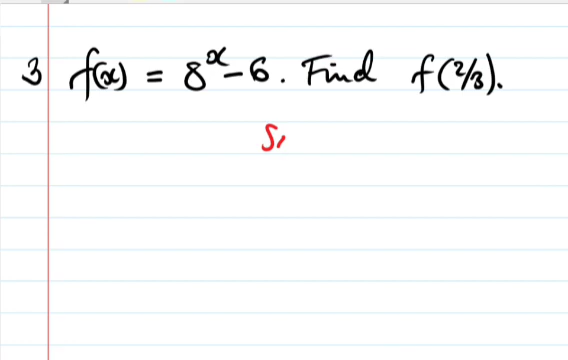 3 f(x) = 8^x - 6. Find f(2/3).